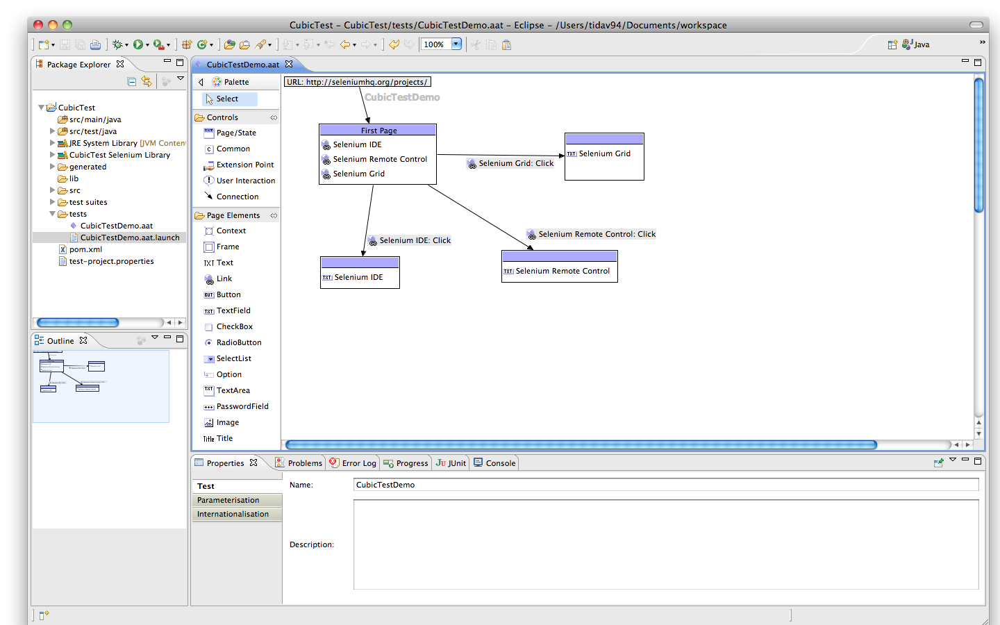 CubicTest – CubicTest/tests/CubicTestDemo.aat – Eclipse – /Users/tidav94/Documents/workspace
100%
Java
Package Explorer
CubicTest
src/main/java
src/test/java
JRE System Library [JVM Conten
CubicTest Selenium Library
generated
lib
src
test suites
tests
CubicTestDemo.aat
CubicTestDemo.aat.launch
pom.xml
test-project.properties
Outline
CubicTestDemo.aat
Palette
Select
Controls
Page/State
Common
Extension Point
User Interaction
Connection
Page Elements
Context
Frame
Text
Link
Button
TextField
CheckBox
RadioButton
SelectList
Option
TextArea
PasswordField
Image
Title
URL: http://seleniumhq.org/projects/
CubicTestDemo
First Page
Selenium IDE
Selenium Remote Control
Selenium Grid
Selenium Grid: Click
Selenium Grid
Selenium IDE: Click
Selenium IDE
Selenium Remote Control: Click
Selenium Remote Control
Properties
Problems
Error Log
Progress
JUnit
Console
Test
Parameterisation
Internationalisation
Name:
CubicTestDemo
Description: